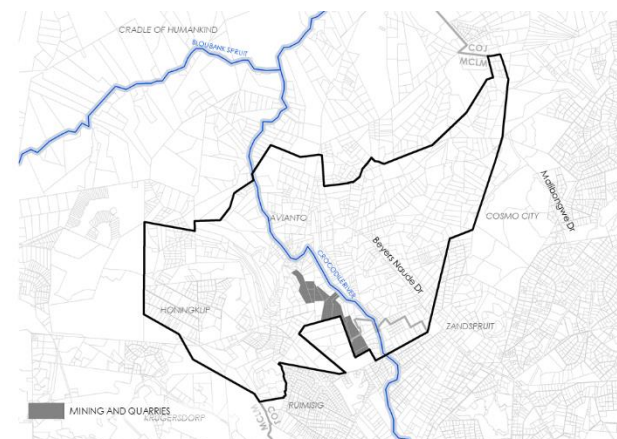 CRADLE OF HUMANKIND
BLOUBANK SPRUIT
COJ
MCLM
Malibongwe Dr
AVIANTO
COSMO CITY
CROCODILE RIVER
Beyers Naude Dr
HONINGKLIP
ZANDSPRUIT
MINING AND QUARRIES
RUIMSIG
KRUGERSDORP
COJ
MCLM